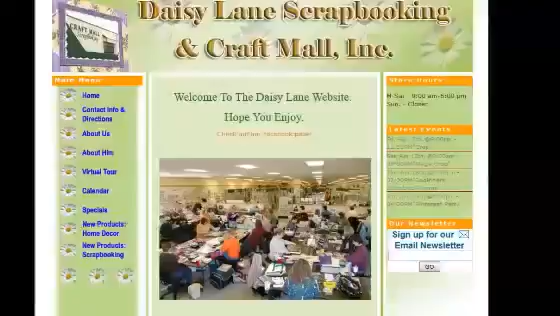 Daisy Lane Scrapbooking
& Craft Mall, Inc.
CRAFT MALL
Main Menu
Home
Contact Info &
Directions
About Us
About Him
Virtual Tour
Calendar
Specials
New Products:
Home Decor
New Products:
Scrapbooking
Welcome To The Daisy Lane Website.
Hope You Enjoy.
Store Hours
Latest Events
Our Newsletter
Sign up for our
Email Newsletter
GO